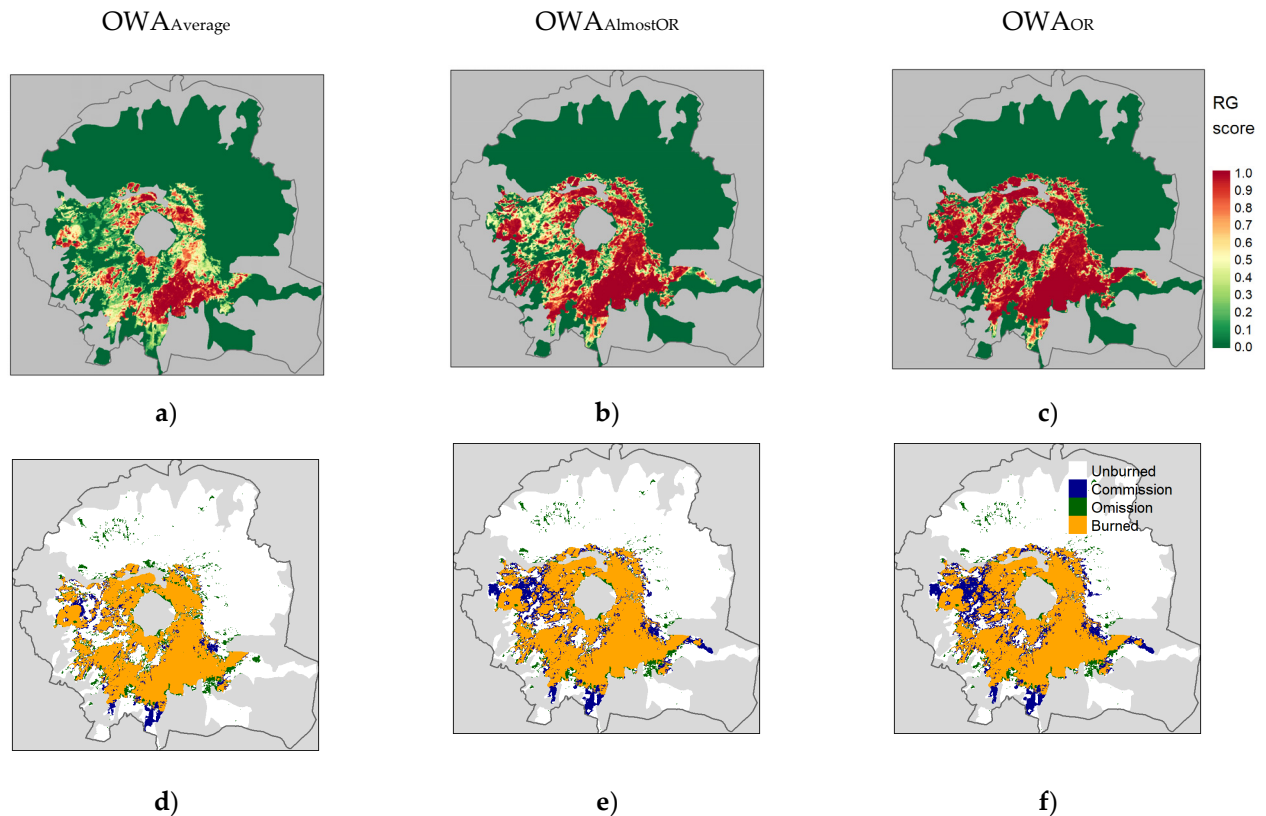 OWAAverage
OWAAlmostOR
OWAOR
RG
score
1.0
0.9
0.8
0.7
0.6
0.5
0.4
0.3
0.2
0.1
0.0
a)
b)
c)
Unburned
Commission
Omission
Burned
d)
e)
f)